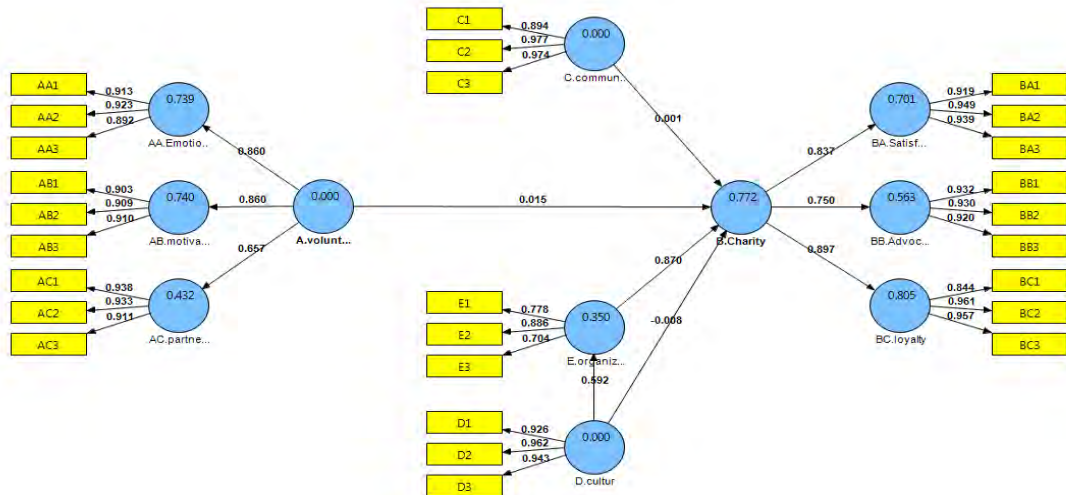 C1
0.894
C2
0.977
C3
0.974
0.000
C.commun...
AA1
0.913
AA2
0.923
AA3
0.892
0.739
AA.Emotio...
0.860
AB1
0.903
AB2
0.909
AB3
0.910
0.740
AB.motiva...
0.860
AC1
0.938
AC2
0.933
AC3
0.911
0.432
AC.partne...
0.657
0.000
A.volunt...
0.015
0.001
0.772
B.Charity
0.837
0.750
0.897
0.701
BA.Satisf...
0.919
BA1
0.949
BA2
0.939
BA3
0.563
BB.Advoc...
0.932
BB1
0.930
BB2
0.920
BB3
0.805
BC.loyalty
0.844
BC1
0.961
BC2
0.957
BC3
0.870
-0.008
E1
0.778
E2
0.886
E3
0.704
0.350
E.organiz...
0.592
D1
0.926
D2
0.962
D3
0.943
0.000
D.cultur